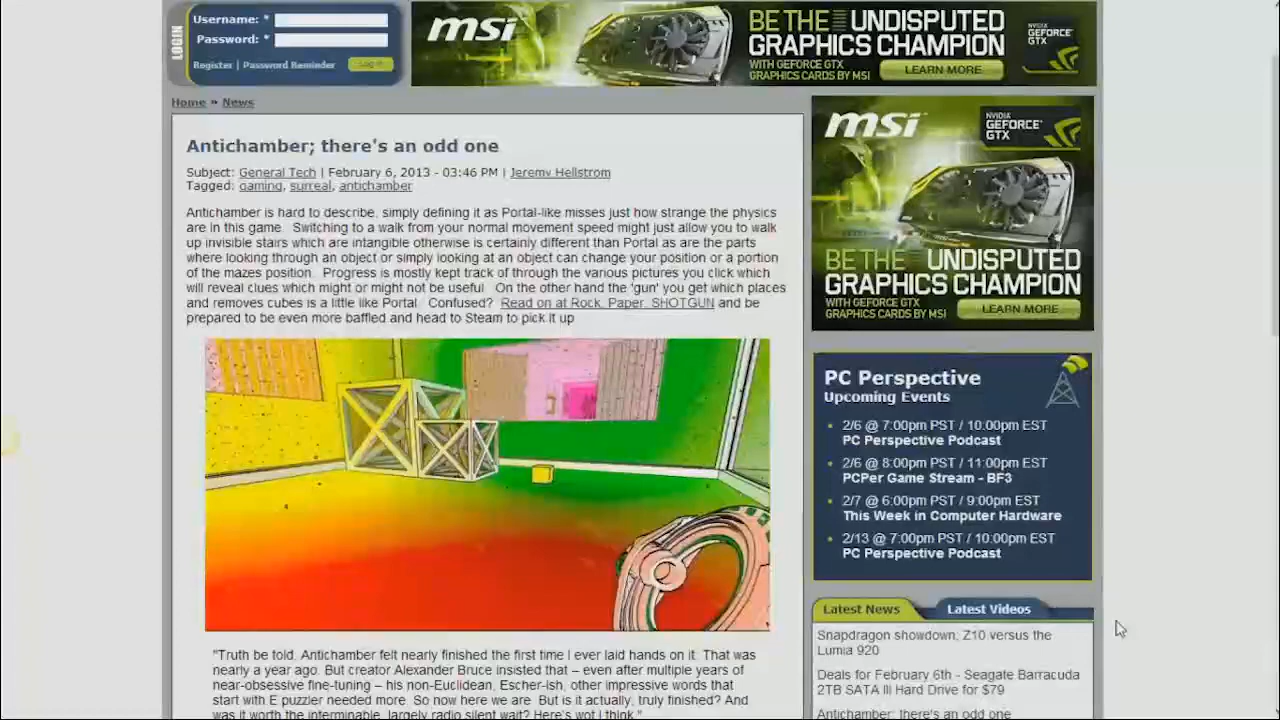 LOGIN
Username: *
Password: *
Register | Password Reminder
Log in
msi
BE THE UNDISPUTED
GRAPHICS CHAMPION
WITH GEFORCE GTX
GRAPHICS CARDS BY MSI
LEARN MORE
NVIDIA
GEFORCE
GTX
Home » News
Antichamber; there's an odd one
Subject: General Tech | February 6, 2013 - 03:46 PM | Jeremy Hellstrom
Tagged: gaming, surreal, antichamber
Antichamber is hard to describe, simply defining it as Portal-like misses just how strange the physics
are in this game. Switching to a walk from your normal movement speed might just allow you to walk
up invisible stairs which are intangible otherwise is certainly different than Portal as are the parts
where looking through an object or simply looking at an object can change your position or a portion
of the mazes position. Progress is mostly kept track of through the various pictures you click which
will reveal clues which might or might not be useful. On the other hand the 'gun' you get which places
and removes cubes is a little like Portal. Confused? Read on at Rock, Paper, SHOTGUN and be
prepared to be even more baffled and head to Steam to pick it up
"Truth be told, Antichamber felt nearly finished the first time I ever laid hands on it. That was
nearly a year ago. But creator Alexander Bruce insisted that – even after multiple years of
near-obsessive fine-tuning – his non-Euclidean, Escher-ish, other impressive words that
start with E puzzler needed more. So now here we are. But is it actually, truly finished? And
was it worth the interminable, largely radio silent wait? Here's wot I think."
msi
NVIDIA
GEFORCE
GTX
BE THE UNDISPUTED
GRAPHICS CHAMPION
WITH GEFORCE GTX
GRAPHICS CARDS BY MSI
LEARN MORE
PC Perspective
Upcoming Events
2/6 @ 7:00pm PST / 10:00pm EST
PC Perspective Podcast
2/6 @ 8:00pm PST / 11:00pm EST
PCPer Game Stream - BF3
2/7 @ 6:00pm PST / 9:00pm EST
This Week in Computer Hardware
2/13 @ 7:00pm PST / 10:00pm EST
PC Perspective Podcast
Latest News
Latest Videos
Snapdragon showdown, Z10 versus the
Lumia 920
Deals for February 6th - Seagate Barracuda
2TB SATA III Hard Drive for $79
Antichamber; there's an odd one